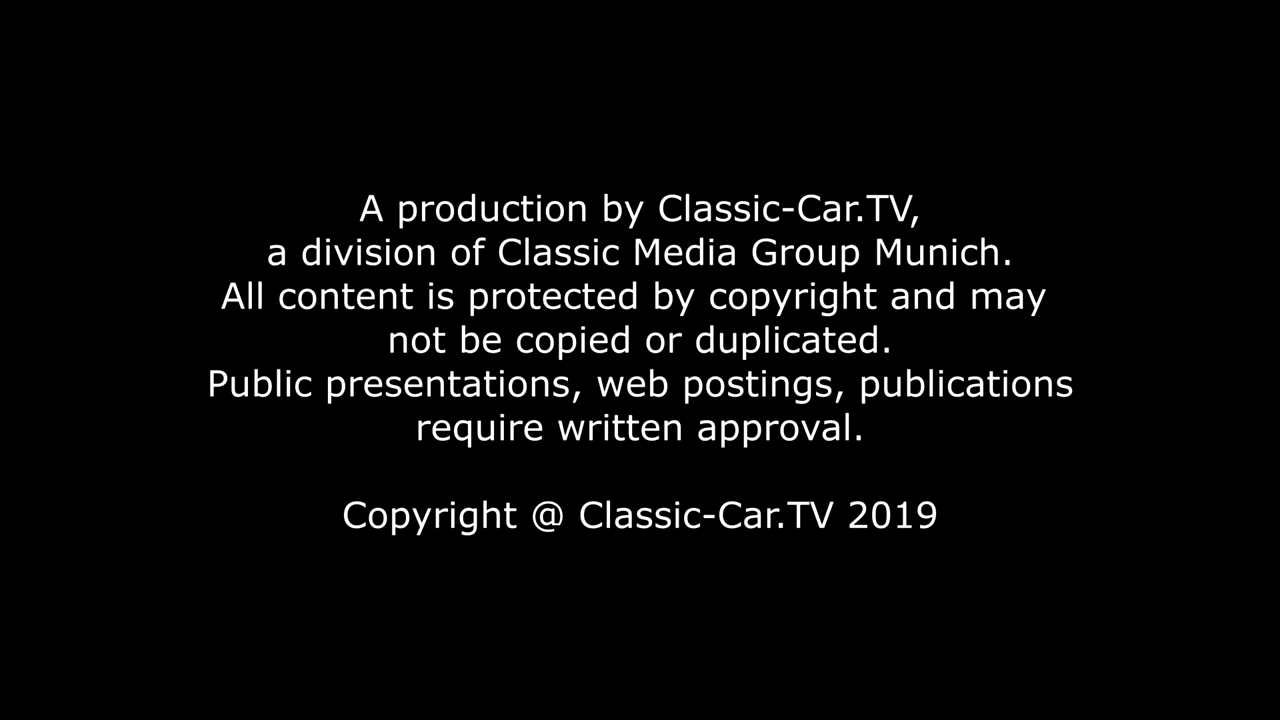 A production by Classic-Car.TV,
a division of Classic Media Group Munich.
All content is protected by copyright and may
not be copied or duplicated.
Public presentations, web postings, publications
require written approval.
Copyright @ Classic-Car.TV 2019